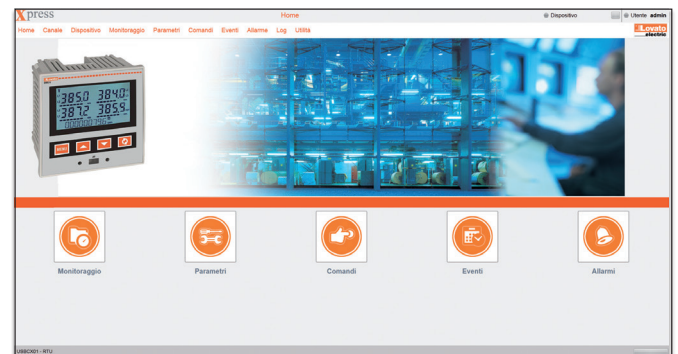 Xpress
Home
Dispositivo
Utente admin
Home Canale Dispositivo Monitoraggio Parametri Comandi Eventi Allarme Log Utilità
Lovato
electric
385.0 384.0
387.2 385.9
MENU
Monitoraggio
Parametri
Comandi
Eventi
Allarmi
USBCX01 - RTU